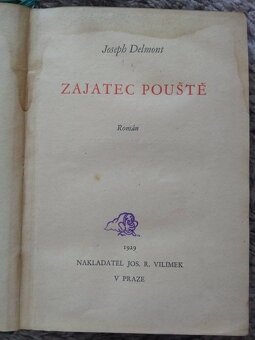 Joseph Delmont
ZAJATEC POUŠTĚ
Román
1929
NAKLADATEL JOS. R. VILÍMEK
V PRAZE